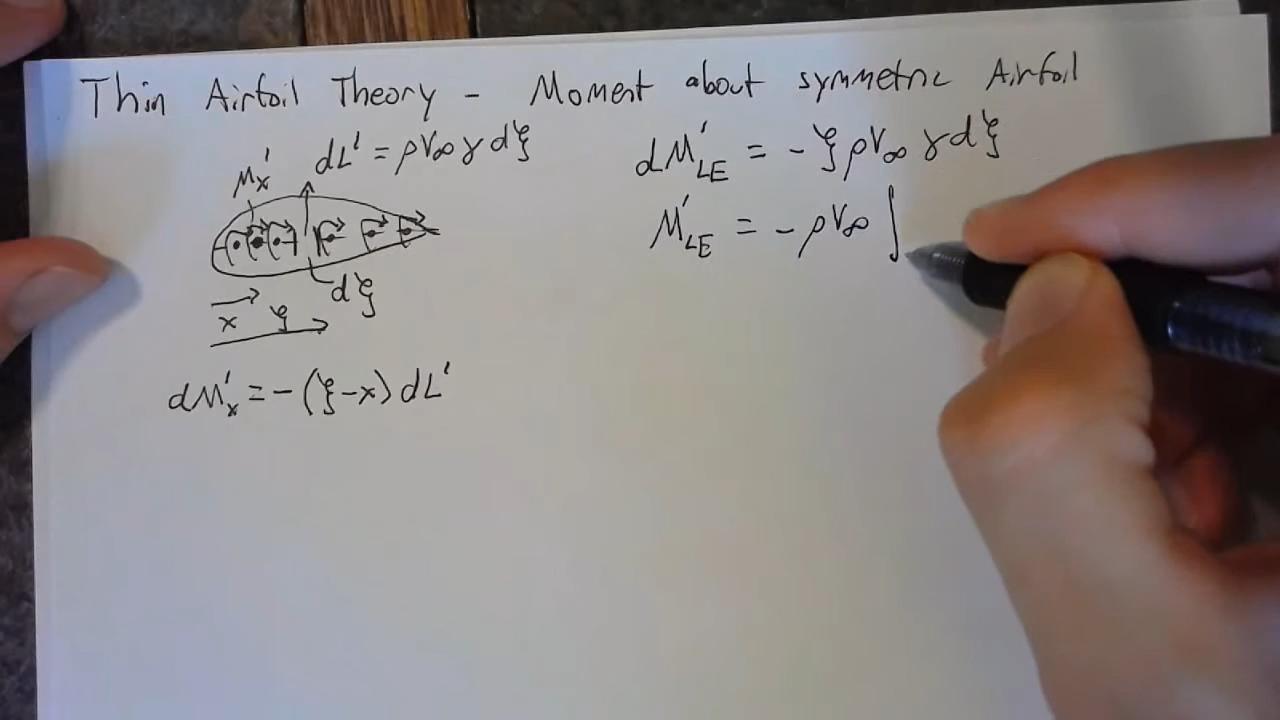 Thin Airfoil Theory - Moment about symmetric Airfoil
dL' = ρV∞ γ dξ
M'x
dξ
x ξ
dM'x = -(ξ-x) dL'
dM'LE = -ξ ρV∞ γ dξ
M'LE = -ρV∞ ∫